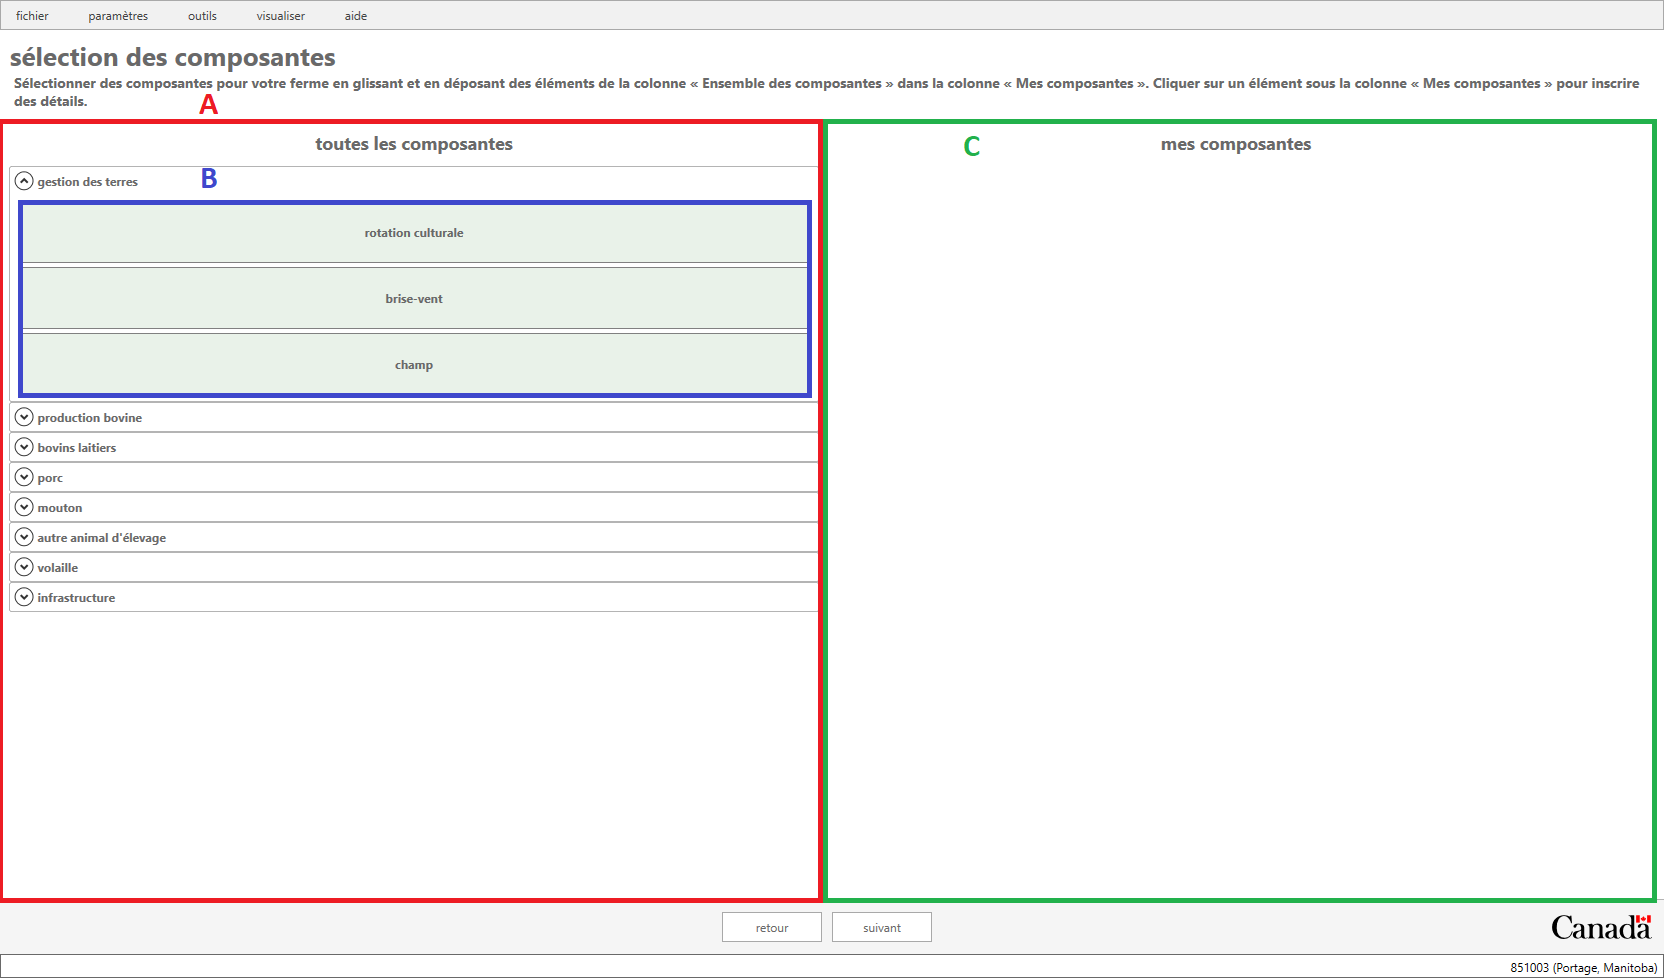 fichier paramètres outils visualiser aide
sélection des composantes
Sélectionner des composantes pour votre ferme en glissant et en déposant des éléments de la colonne « Ensemble des composantes » dans la colonne « Mes composantes ». Cliquer sur un élément sous la colonne « Mes composantes » pour inscrire
des détails.
A
toutes les composantes
gestion des terres
B
rotation culturale
brise-vent
champ
production bovine
bovins laitiers
porc
mouton
autre animal d'élevage
volaille
infrastructure
C
mes composantes
retour suivant
Canada
851003 (Portage, Manitoba)